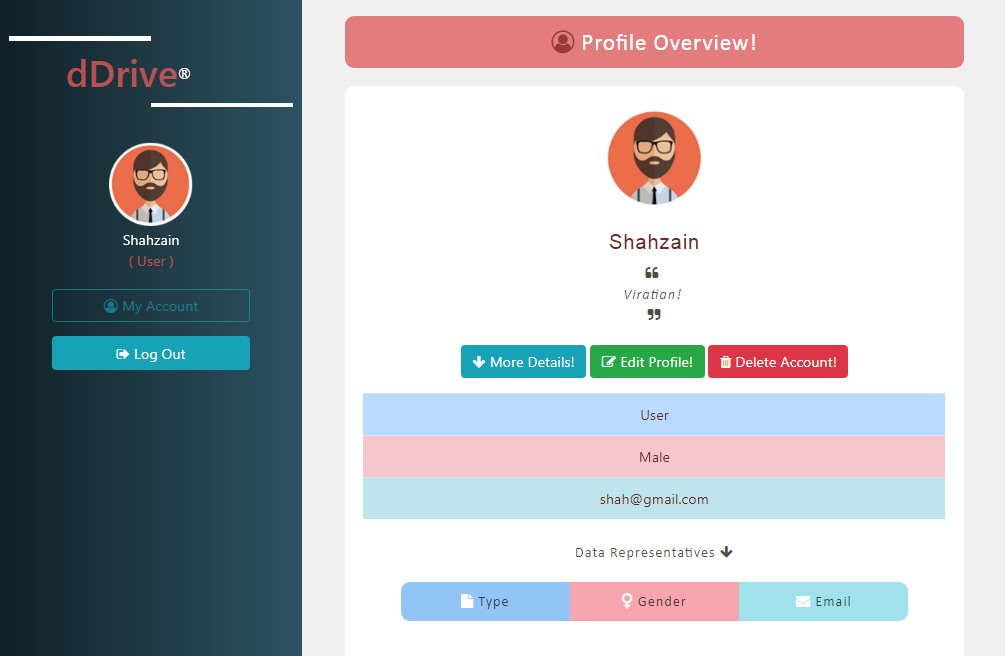 dDrive®
Shahzain
( User )
My Account
Log Out
Profile Overview!
Shahzain
❝
Viratian!
❞
More Details! Edit Profile! Delete Account!
User
Male
shah@gmail.com
Data Representatives
Type Gender Email